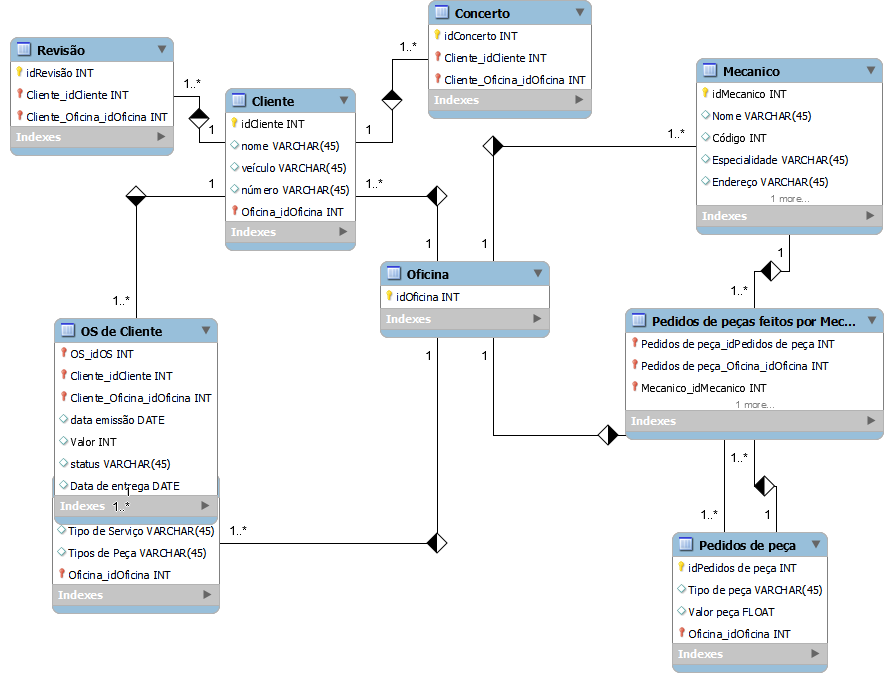 Revisão
idRevisão INT
Cliente_idCliente INT
Cliente_Oficina_idOficina INT
Indexes
1..*
1
Cliente
idCliente INT
nome VARCHAR(45)
veículo VARCHAR(45)
número VARCHAR(45)
Oficina_idOficina INT
Indexes
1..*
1
Concerto
idConcerto INT
Cliente_idCliente INT
Cliente_Oficina_idOficina INT
Indexes
Mecanico
idMecanico INT
Nome VARCHAR(45)
Código INT
Especialidade VARCHAR(45)
Endereço VARCHAR(45)
1 more...
Indexes
1..*
1
1
1..*
1..*
1
Oficina
idOficina INT
Indexes
1
1
1
1..*
OS de Cliente
OS_idOS INT
Cliente_idCliente INT
Cliente_Oficina_idOficina INT
data emissão DATE
Valor INT
status VARCHAR(45)
Data de entrega DATE
1
Indexes
1..*
Tipo de Serviço VARCHAR(45)
Tipos de Peça VARCHAR(45)
Oficina_idOficina INT
Indexes
1..*
Pedidos de peças feitos por Mec...
Pedidos de peça_idPedidos de peça INT
Pedidos de peça_Oficina_idOficina INT
Mecanico_idMecanico INT
1 more...
Indexes
1..*
1..*
1
Pedidos de peça
idPedidos de peça INT
Tipo de peça VARCHAR(45)
Valor peça FLOAT
Oficina_idOficina INT
Indexes